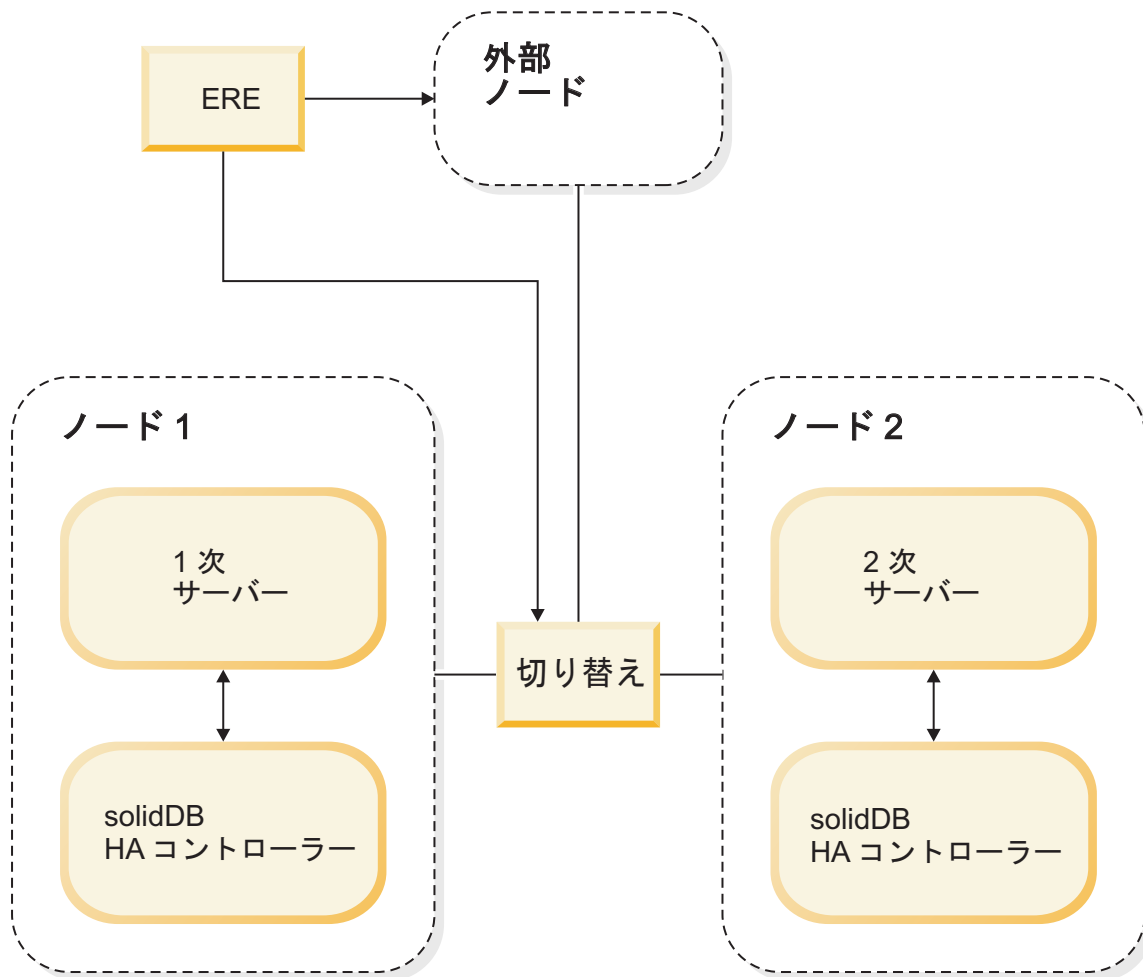 ERE
外部
ノード
ノード 1
1 次
サーバー
solidDB
HA コントローラー
切り替え
ノード 2
2 次
サーバー
solidDB
HA コントローラー